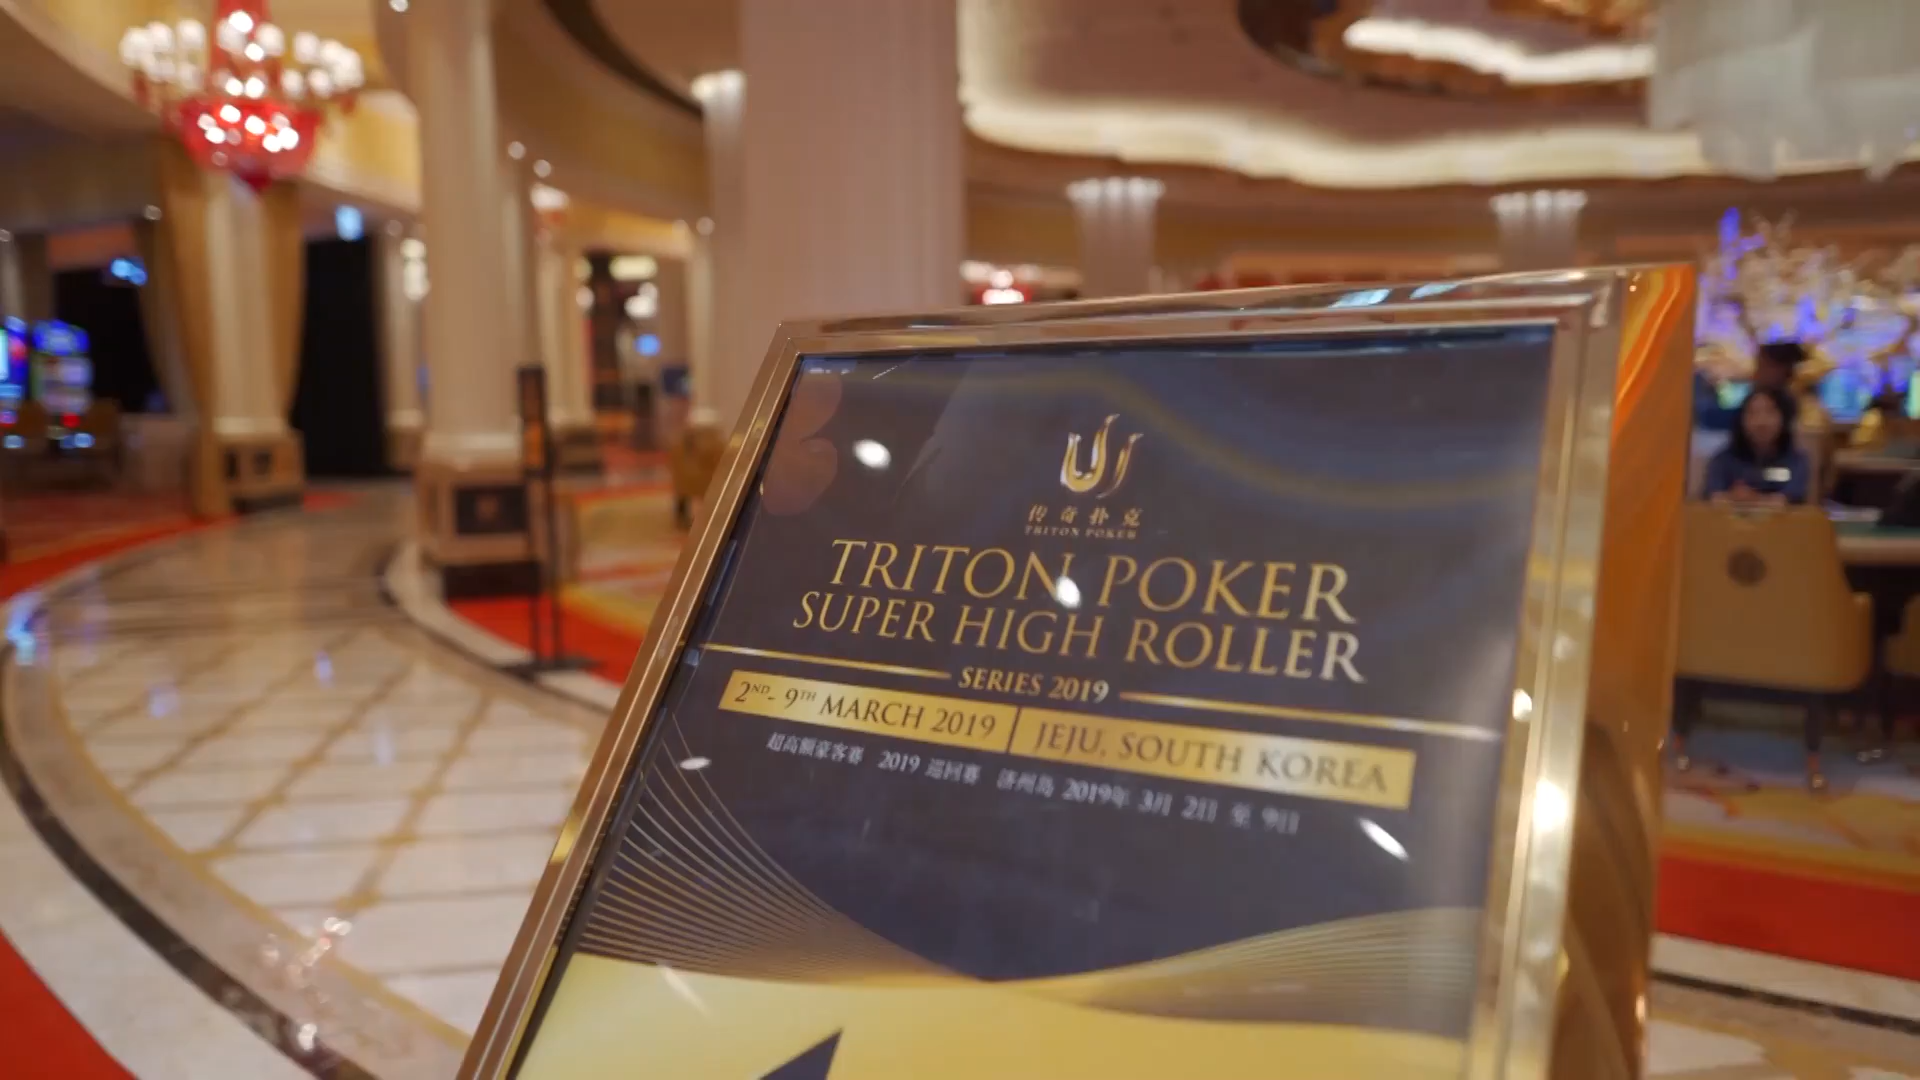 传奇扑克
TRITON POKER
TRITON POKER
SUPER HIGH ROLLER
SERIES 2019
2ND- 9TH MARCH 2019 | JEJU, SOUTH KOREA
超高额豪客赛 2019 巡回赛 济州岛 2019年 3月 2日 至 9日